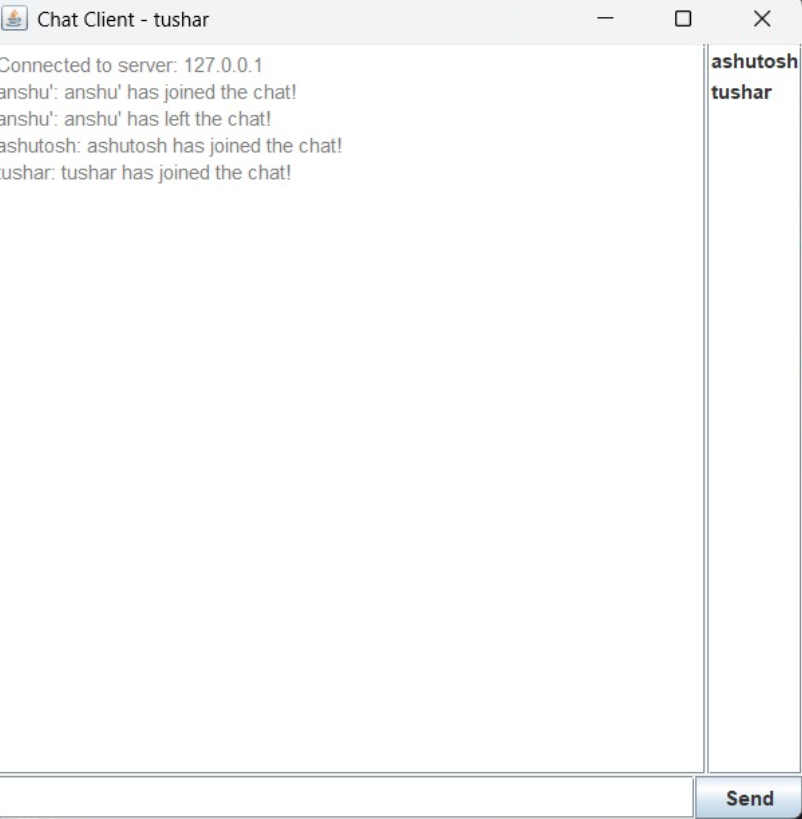 Chat Client - tushar
Connected to server: 127.0.0.1
anshu': anshu' has joined the chat!
anshu': anshu' has left the chat!
ashutosh: ashutosh has joined the chat!
tushar: tushar has joined the chat!
ashutosh
tushar
Send